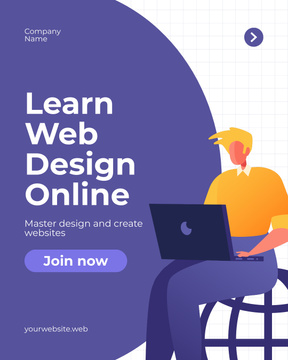 Company
Name
Learn
Web
Design
Online
Master design and create
websites
Join now
yourwebsite.web